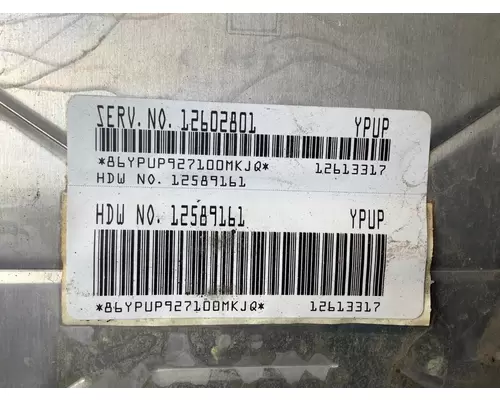 SERV.NO. 12602801 YPUP
*86YPUP927100MKJQ* 12613317
HDW NO. 12589161
HDW NO. 12589161 YPUP
*86YPUP927100MKJQ* 12613317